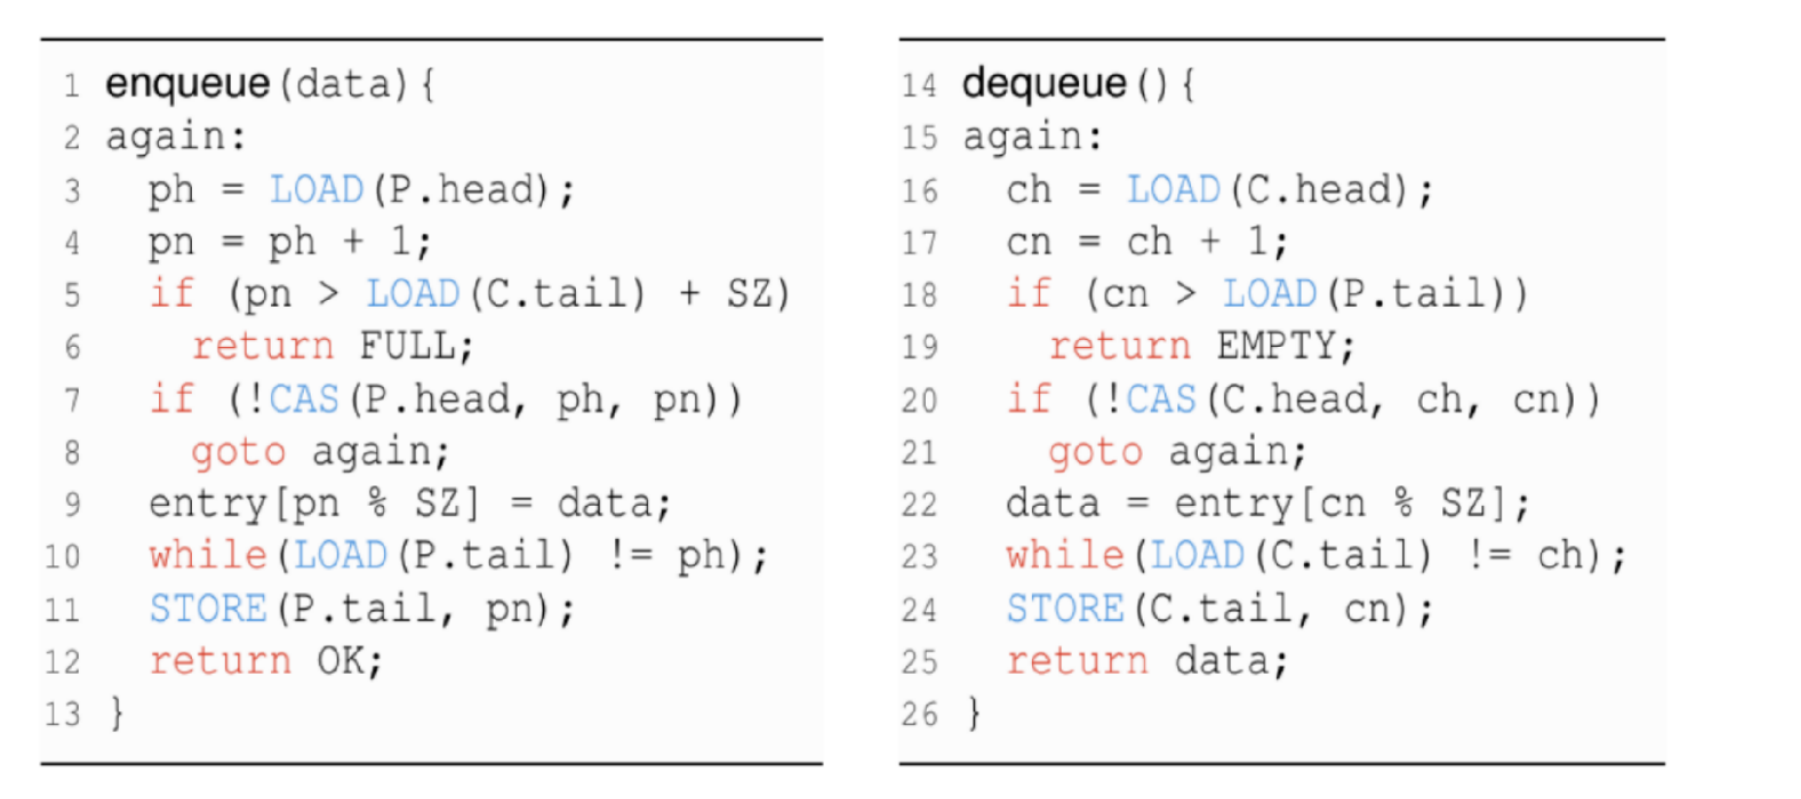 1 enqueue(data){
2 again:
3 ph = LOAD(P.head);
4 pn = ph + 1;
5 if (pn > LOAD(C.tail) + SZ)
6 return FULL;
7 if (!CAS(P.head, ph, pn))
8 goto again;
9 entry[pn % SZ] = data;
10 while(LOAD(P.tail) != ph);
11 STORE(P.tail, pn);
12 return OK;
13 }
14 dequeue(){
15 again:
16 ch = LOAD(C.head);
17 cn = ch + 1;
18 if (cn > LOAD(P.tail))
19 return EMPTY;
20 if (!CAS(C.head, ch, cn))
21 goto again;
22 data = entry[cn % SZ];
23 while(LOAD(C.tail) != ch);
24 STORE(C.tail, cn);
25 return data;
26 }